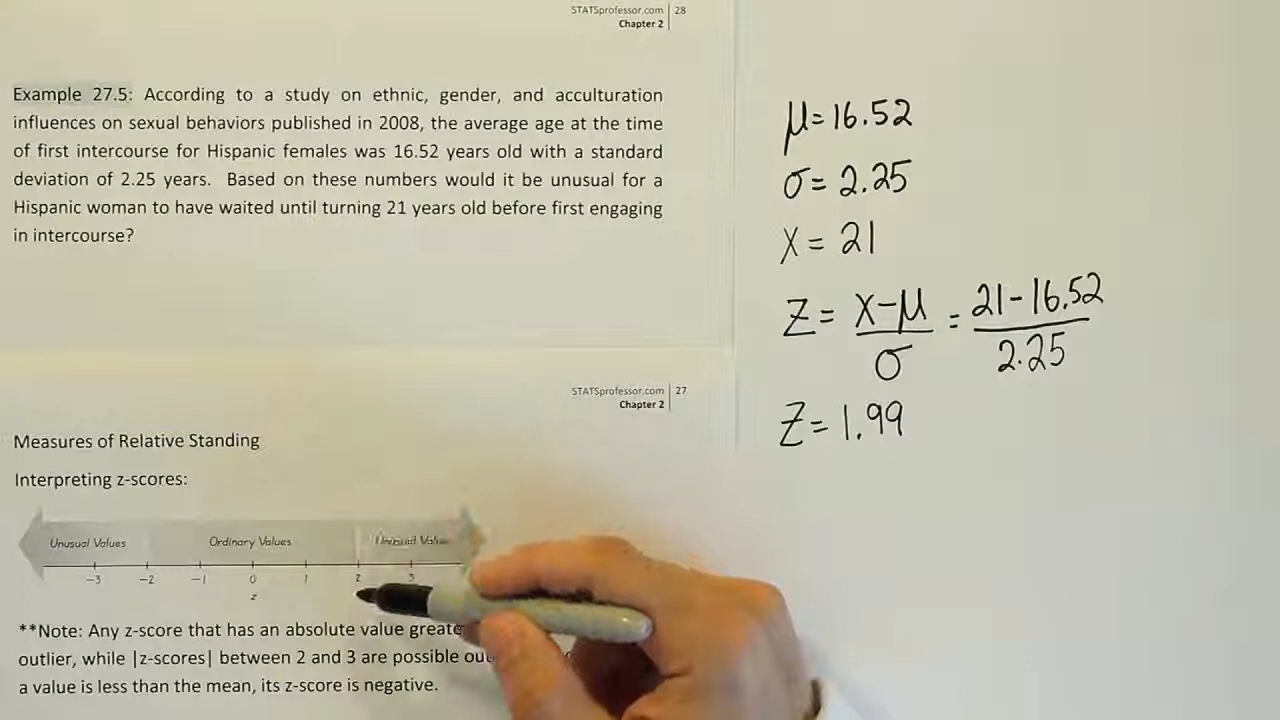 STATSprofessor.com | 28
Chapter 2
Example 27.5: According to a study on ethnic, gender, and acculturation
influences on sexual behaviors published in 2008, the average age at the time
of first intercourse for Hispanic females was 16.52 years old with a standard
deviation of 2.25 years. Based on these numbers would it be unusual for a
Hispanic woman to have waited until turning 21 years old before first engaging
in intercourse?
μ=16.52
σ=2.25
X=21
Z= X-μ / σ = 21-16.52 / 2.25
Z=1.99
STATSprofessor.com | 27
Chapter 2
Measures of Relative Standing
Interpreting z-scores:
Unusual Values Ordinary Values Unusual
-3 -2 -1 0 1 2 3
z
**Note: Any z-score that has an absolute value
outlier, while |z-scores| between 2 and 3 are possible
a value is less than the mean, its z-score is negative.